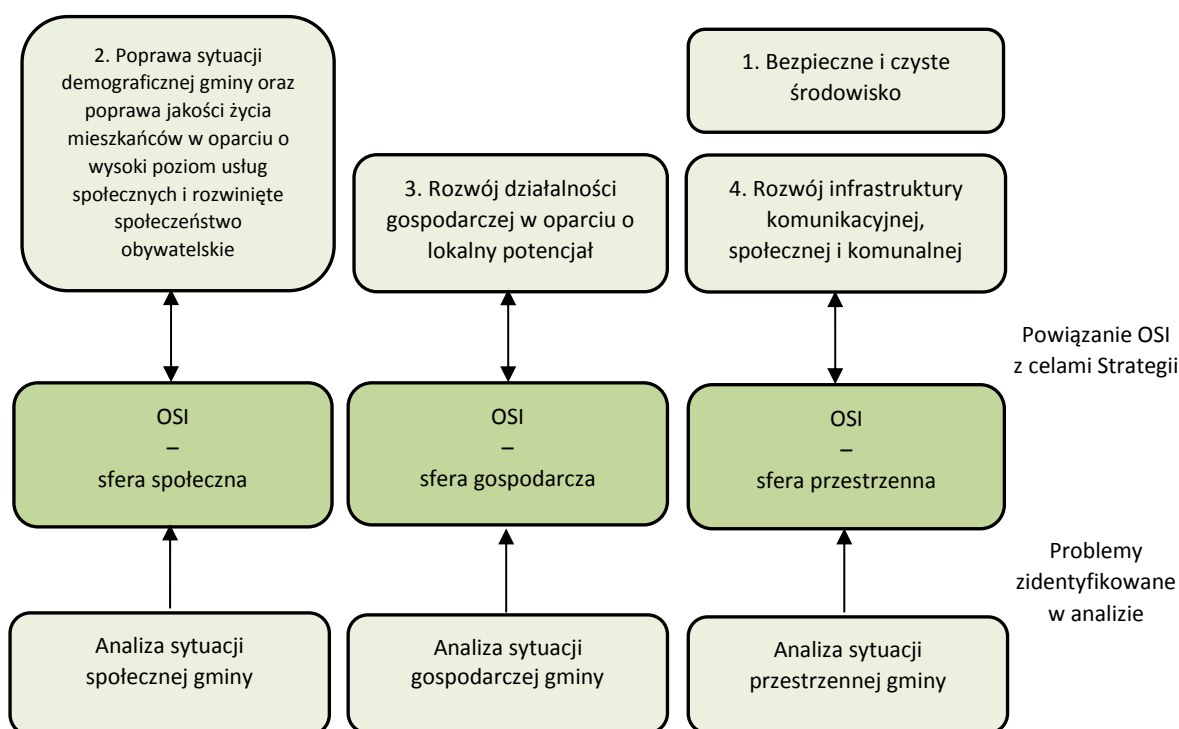 2. Poprawa sytuacji
demograficznej gminy oraz
poprawa jakości życia
mieszkańców w oparciu o
wysoki poziom usług
społecznych i rozwinięte
społeczeństwo
obywatelskie
1. Bezpieczne i czyste
środowisko
3. Rozwój działalności
gospodarczej w oparciu o
lokalny potencjał
4. Rozwój infrastruktury
komunikacyjnej,
społecznej i komunalnej
Powiązanie OSI
z celami Strategii
OSI
–
sfera społeczna
OSI
–
sfera gospodarcza
OSI
–
sfera przestrzenna
Problemy
zidentyfikowane
w analizie
Analiza sytuacji
społecznej gminy
Analiza sytuacji
gospodarczej gminy
Analiza sytuacji
przestrzennej gminy